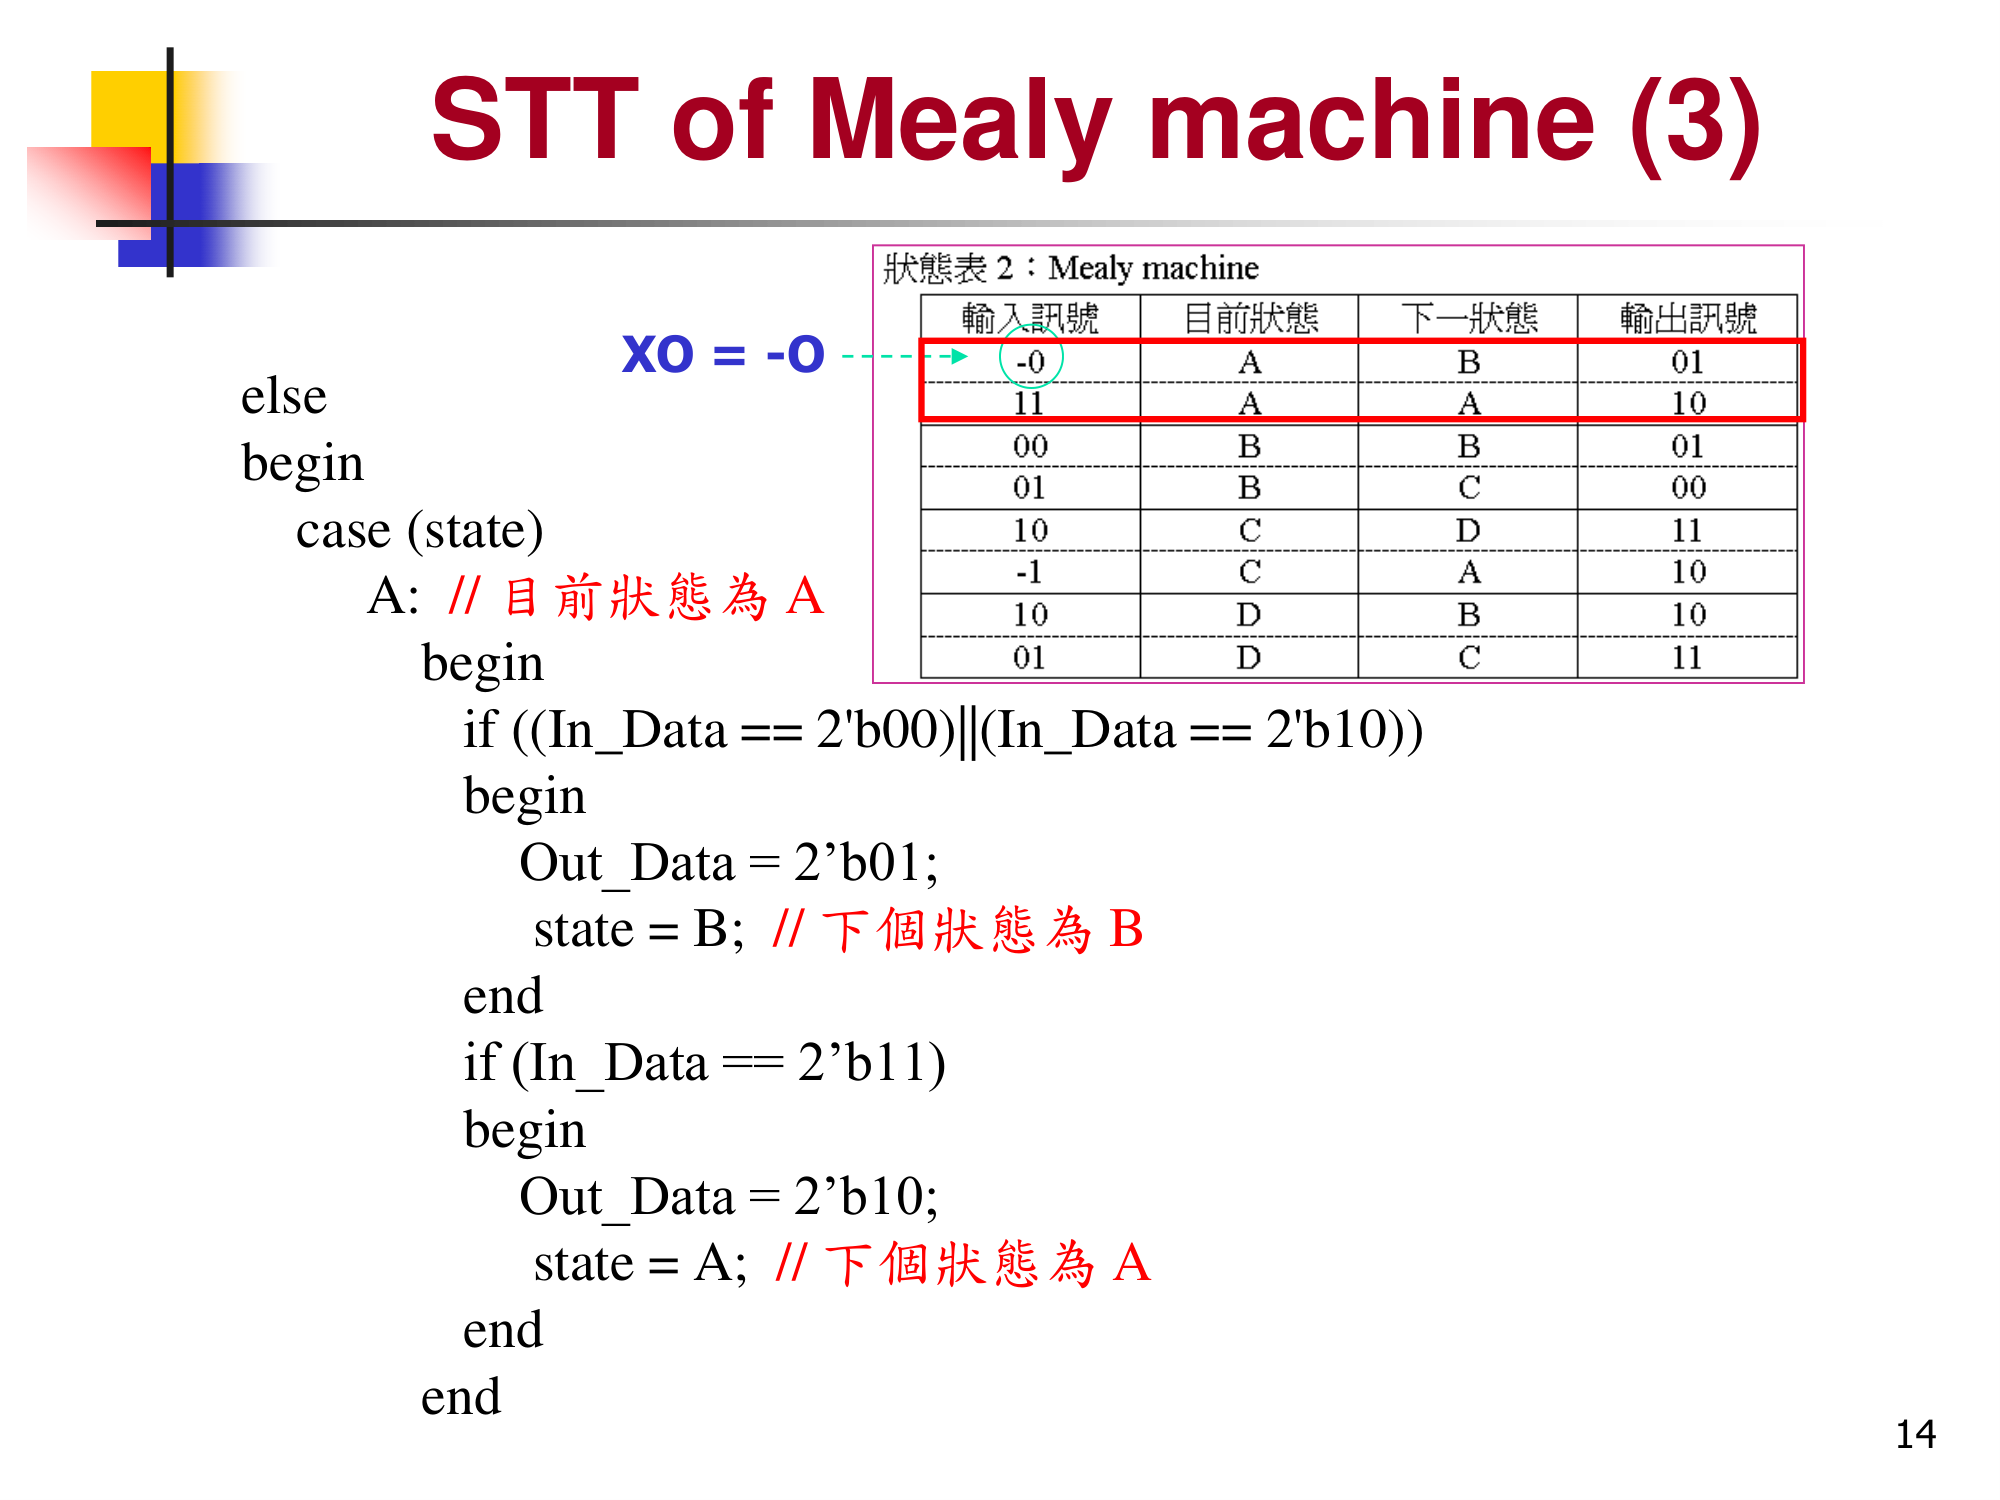 STT of Mealy machine (3)
狀態表 2：Mealy machine
輸入訊號 目前狀態 下一狀態 輸出訊號
-0 A B 01
11 A A 10
00 B B 01
01 B C 00
10 C D 11
-1 C A 10
10 D B 10
01 D C 11
xo = -o
else
begin
case (state)
A: // 目前狀態為 A
begin
if ((In_Data == 2'b00)||(In_Data == 2'b10))
begin
Out_Data = 2’b01;
state = B; // 下個狀態為 B
end
if (In_Data == 2’b11)
begin
Out_Data = 2’b10;
state = A; // 下個狀態為 A
end
end
14